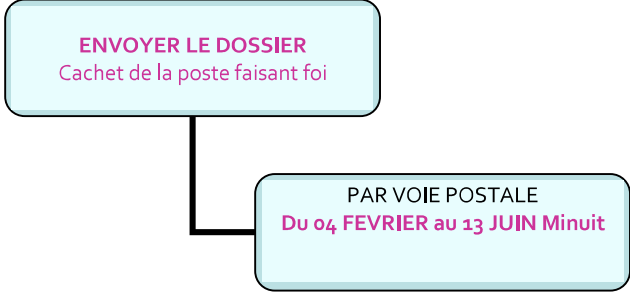 ENVOYER LE DOSSIER
Cachet de la poste faisant foi
PAR VOIE POSTALE
Du 04 FEVRIER au 13 JUIN Minuit